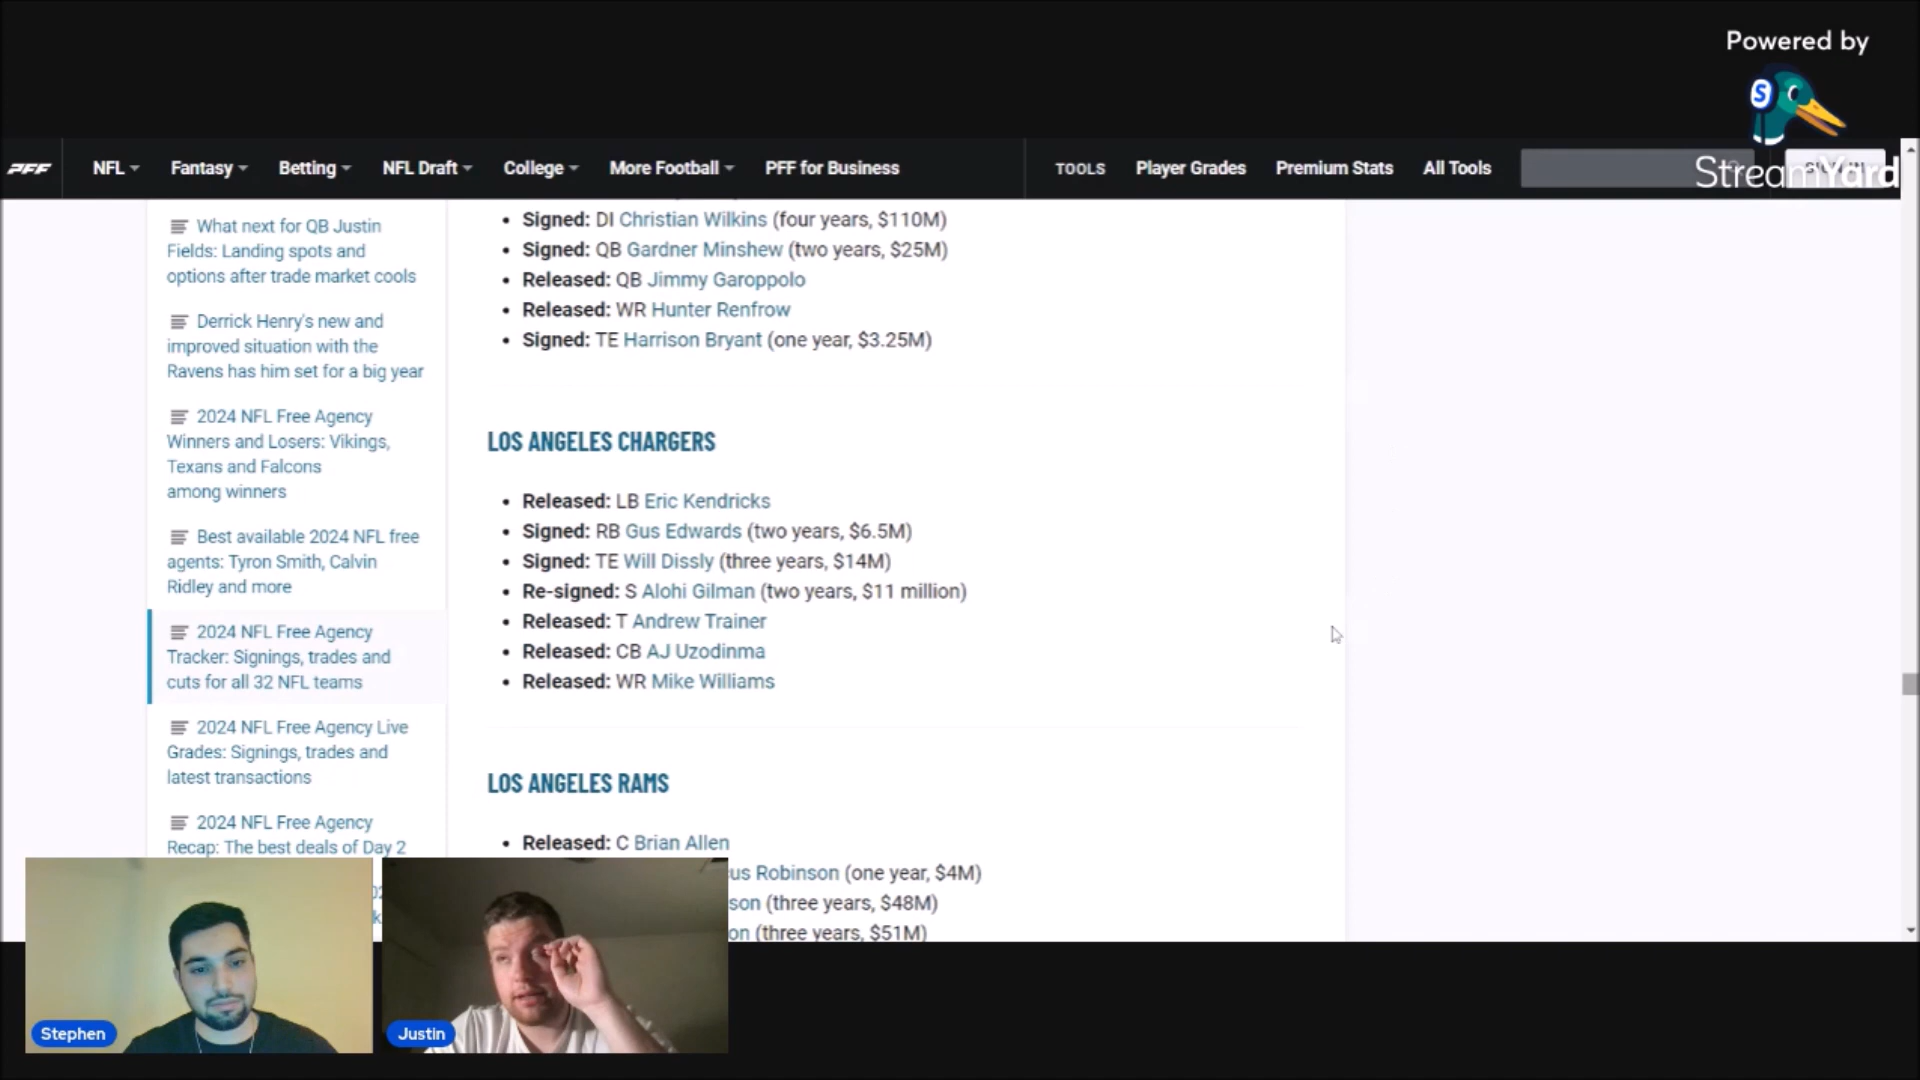 Powered by
StreamYard
PFF
NFL
Fantasy
Betting
NFL Draft
College
More Football
PFF for Business
TOOLS
Player Grades
Premium Stats
All Tools
What next for QB Justin
Fields: Landing spots and
options after trade market cools
Derrick Henry's new and
improved situation with the
Ravens has him set for a big year
2024 NFL Free Agency
Winners and Losers: Vikings,
Texans and Falcons
among winners
Best available 2024 NFL free
agents: Tyron Smith, Calvin
Ridley and more
2024 NFL Free Agency
Tracker: Signings, trades and
cuts for all 32 NFL teams
2024 NFL Free Agency Live
Grades: Signings, trades and
latest transactions
2024 NFL Free Agency
Recap: The best deals of Day 2
• Signed: DI Christian Wilkins (four years, $110M)
• Signed: QB Gardner Minshew (two years, $25M)
• Released: QB Jimmy Garoppolo
• Released: WR Hunter Renfrow
• Signed: TE Harrison Bryant (one year, $3.25M)
LOS ANGELES CHARGERS
• Released: LB Eric Kendricks
• Signed: RB Gus Edwards (two years, $6.5M)
• Signed: TE Will Dissly (three years, $14M)
• Re-signed: S Alohi Gilman (two years, $11 million)
• Released: T Andrew Trainer
• Released: CB AJ Uzodinma
• Released: WR Mike Williams
LOS ANGELES RAMS
• Released: C Brian Allen
us Robinson (one year, $4M)
son (three years, $48M)
on (three years, $51M)
Stephen
Justin